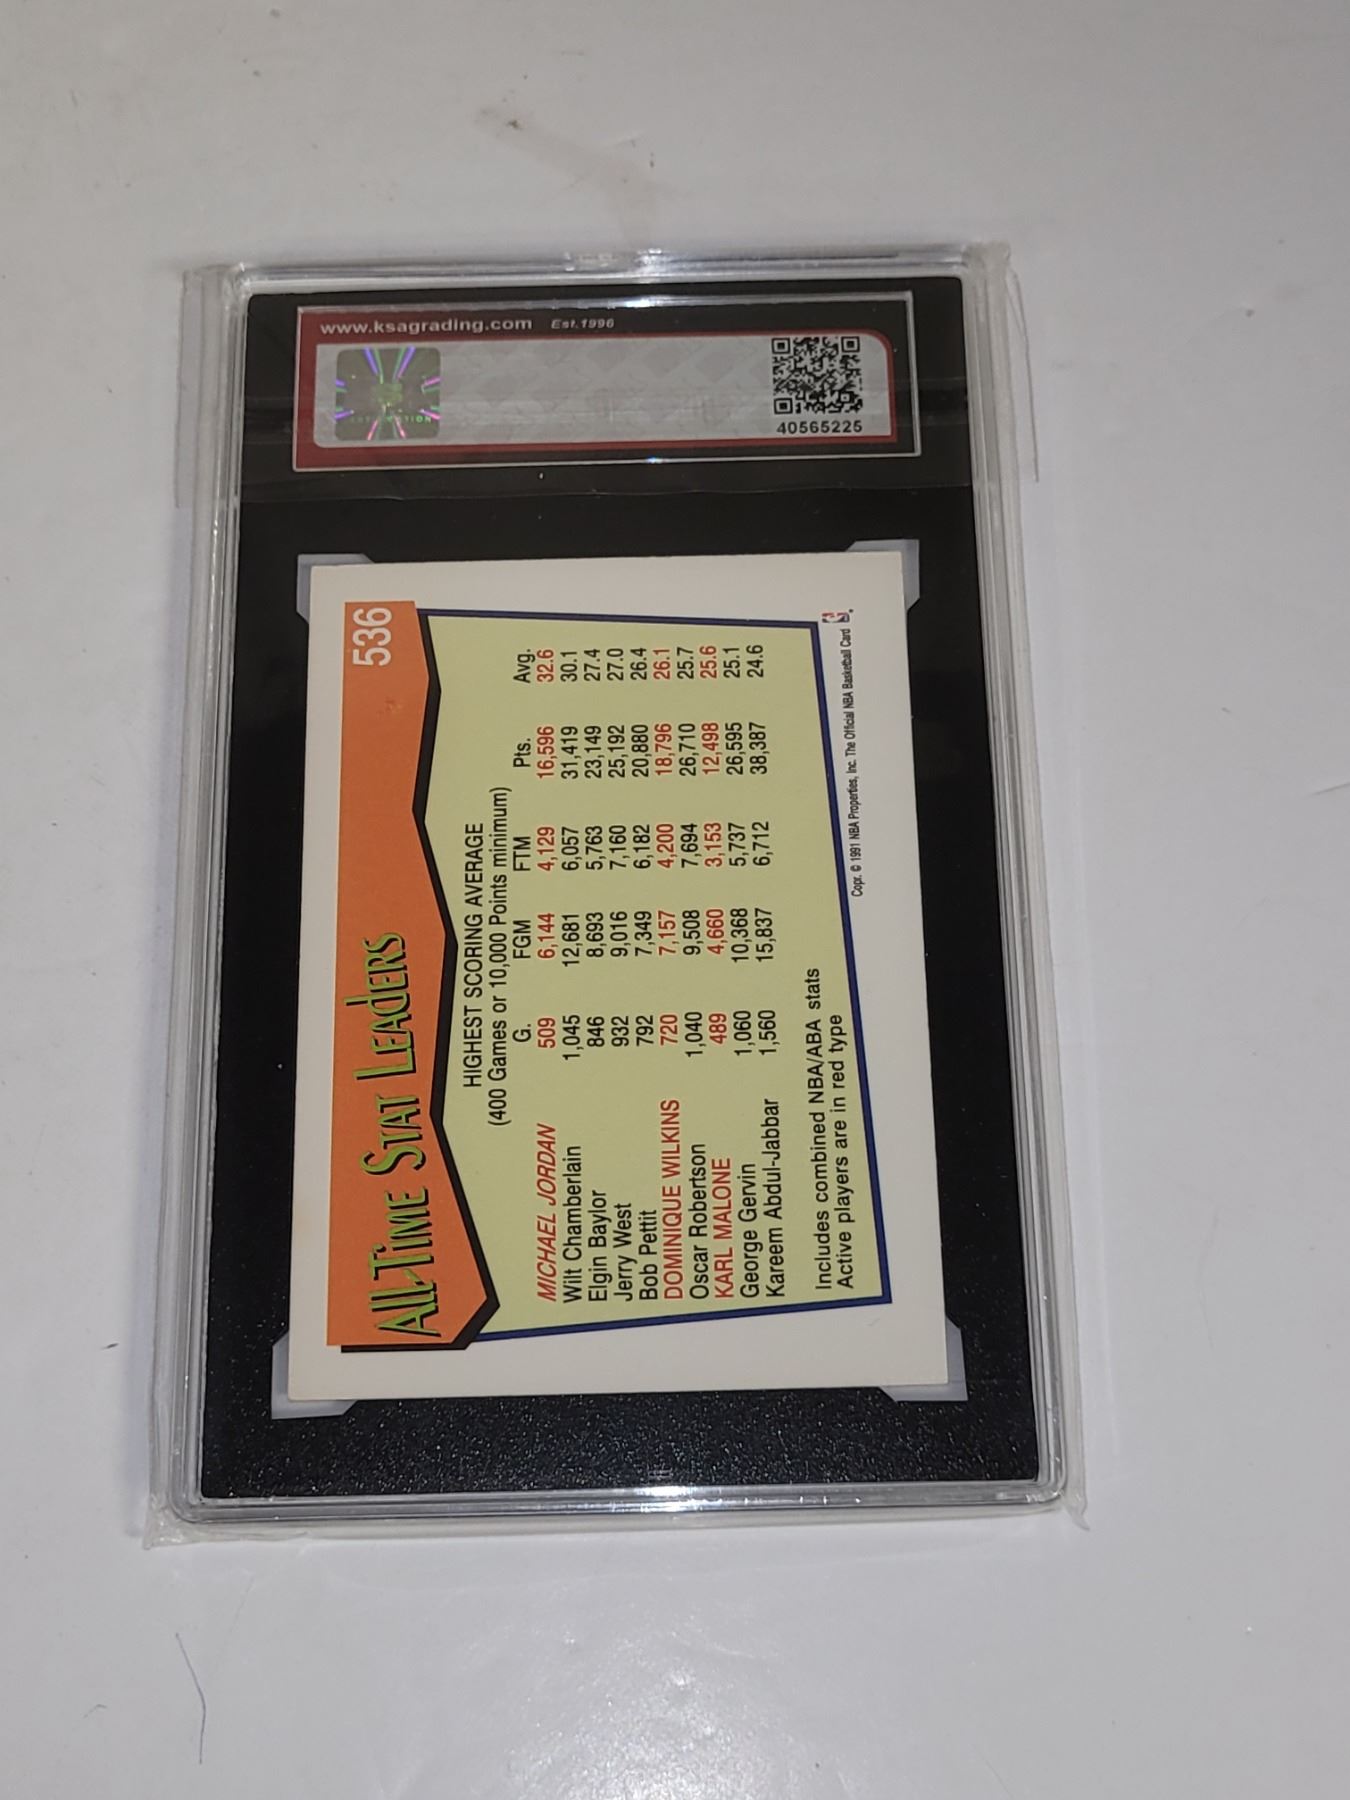 www.ksagrading.com Est.1996
40565225
All-Time Stat Leaders 536
HIGHEST SCORING AVERAGE
(400 Games or 10,000 Points minimum)
G. FGM FTM Pts. Avg.
MICHAEL JORDAN 509 6,144 4,129 16,596 32.6
Wilt Chamberlain 1,045 12,681 6,057 31,419 30.1
Elgin Baylor 846 8,693 5,763 23,149 27.4
Jerry West 932 9,016 7,160 25,192 27.0
Bob Pettit 792 7,349 6,182 20,880 26.4
DOMINIQUE WILKINS 720 7,157 4,200 18,796 26.1
Oscar Robertson 1,040 9,508 7,694 26,710 25.7
KARL MALONE 489 4,660 3,153 12,498 25.6
George Gervin 1,060 10,368 5,737 26,595 25.1
Kareem Abdul-Jabbar 1,560 15,837 6,712 38,387 24.6
Includes combined NBA/ABA stats
Active players are in red type
Copr. © 1991 NBA Properties, Inc. The Official NBA Basketball Card